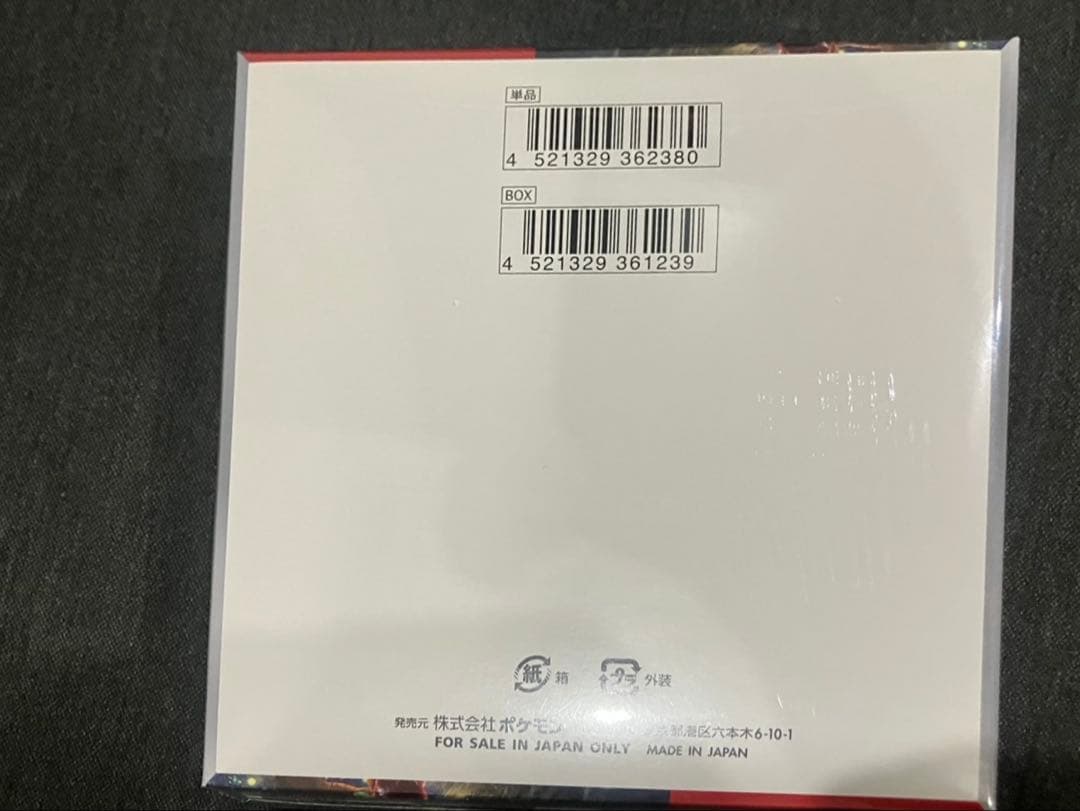 単品
4 521329 362380
BOX
4 521329 361239
紙 箱
プラ 外装
発売元 株式会社ポケモン 京都港区六本木6-10-1
FOR SALE IN JAPAN ONLY MADE IN JAPAN